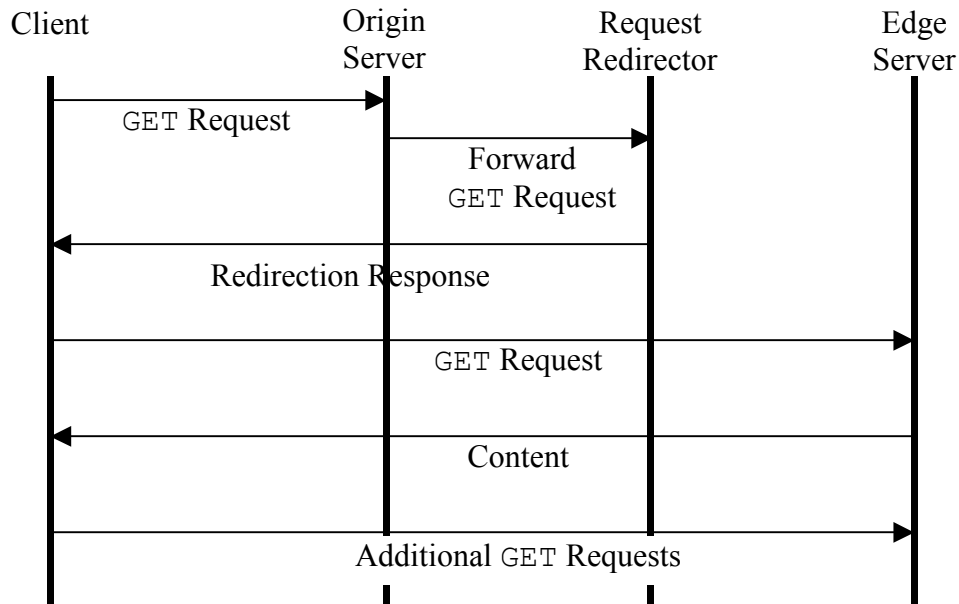 Client
Origin
Server
Request
Redirector
Edge
Server
GET Request
Forward
GET Request
Redirection Response
GET Request
Content
Additional GET Requests